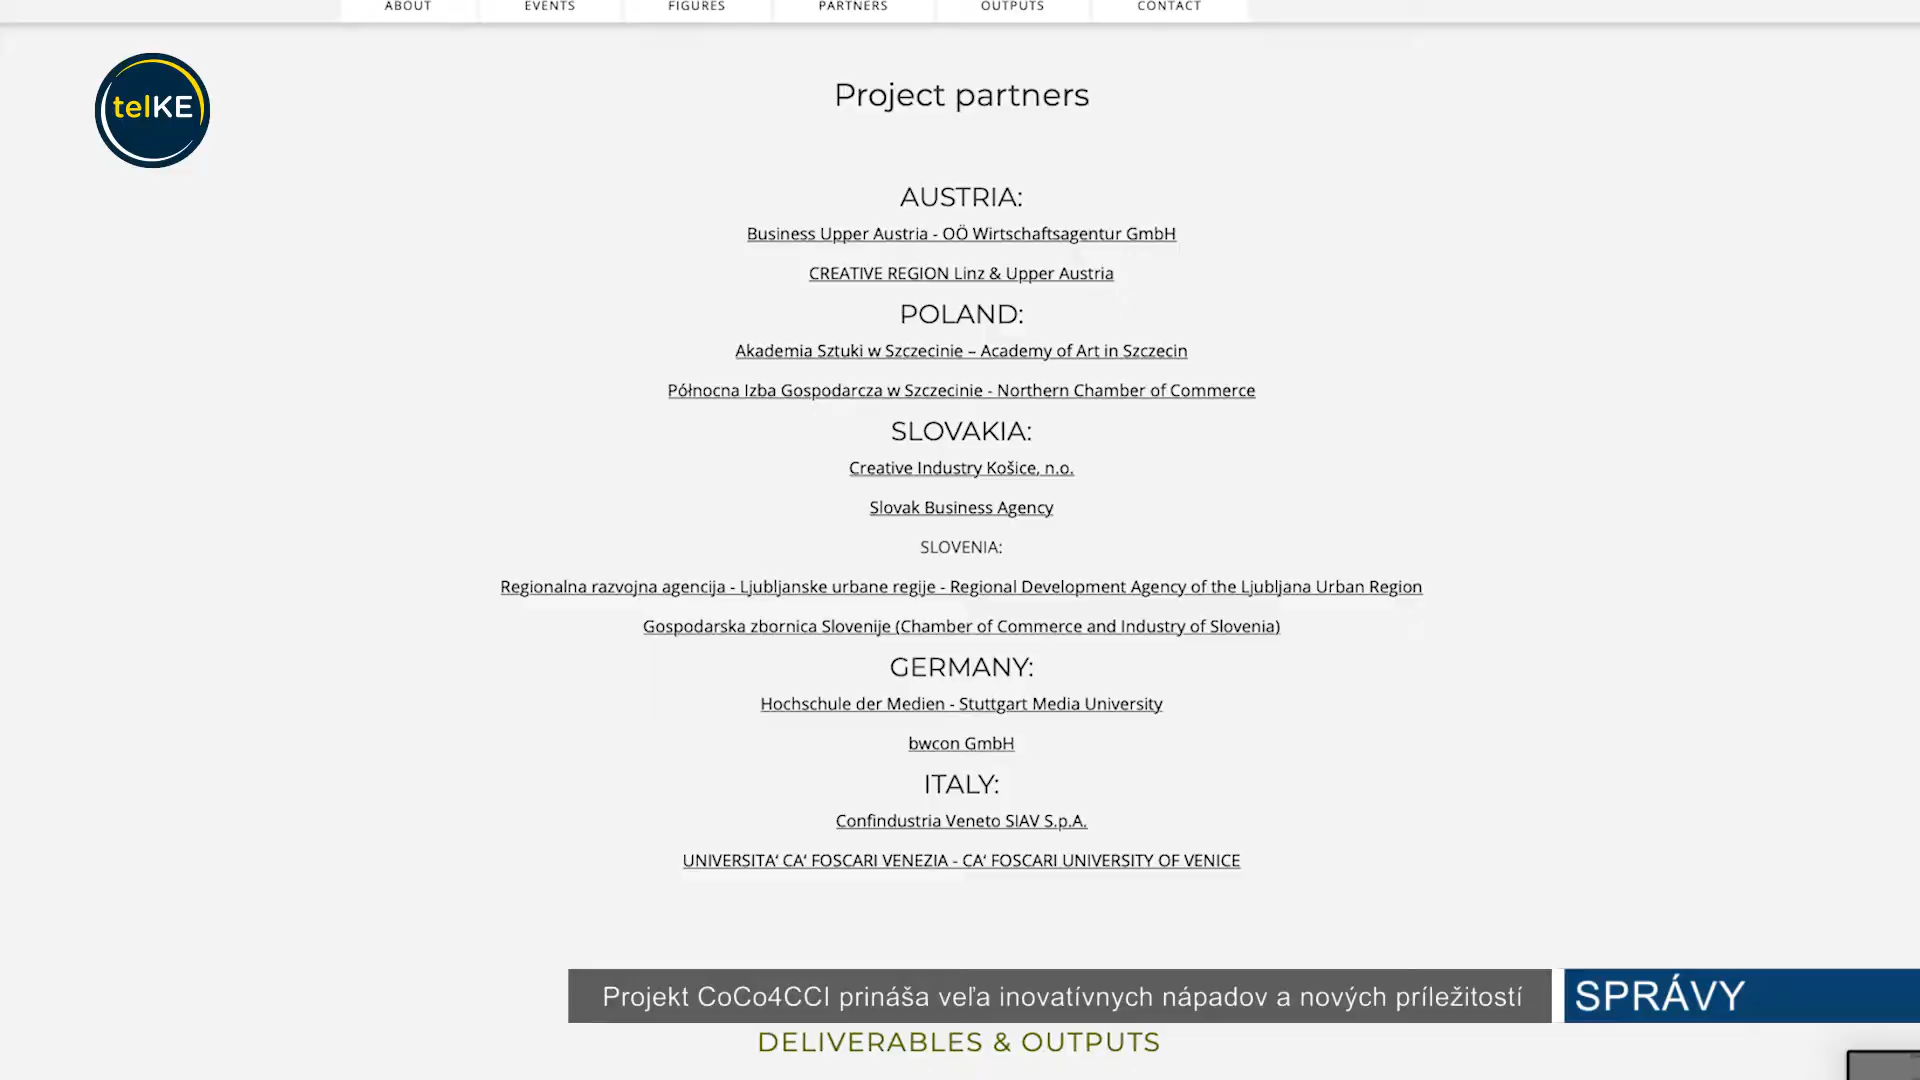 ABOUT
EVENTS
FIGURES
PARTNERS
OUTPUTS
CONTACT
telKE
Project partners
AUSTRIA:
Business Upper Austria - OÖ Wirtschaftsagentur GmbH
CREATIVE REGION Linz & Upper Austria
POLAND:
Akademia Sztuki w Szczecinie – Academy of Art in Szczecin
Północna Izba Gospodarcza w Szczecinie - Northern Chamber of Commerce
SLOVAKIA:
Creative Industry Košice, n.o.
Slovak Business Agency
SLOVENIA:
Regionalna razvojna agencija - Ljubljanske urbane regije - Regional Development Agency of the Ljubljana Urban Region
Gospodarska zbornica Slovenije (Chamber of Commerce and Industry of Slovenia)
GERMANY:
Hochschule der Medien - Stuttgart Media University
bwcon GmbH
ITALY:
Confindustria Veneto SIAV S.p.A.
UNIVERSITA‘ CA‘ FOSCARI VENEZIA - CA‘ FOSCARI UNIVERSITY OF VENICE
Projekt CoCo4CCI prináša veľa inovatívnych nápadov a nových príležitostí
SPRÁVY
DELIVERABLES & OUTPUTS